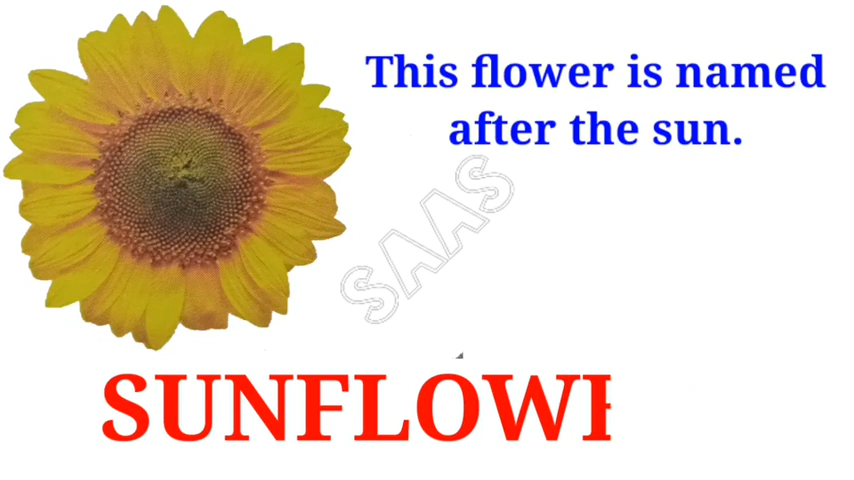 This flower is named
after the sun.
SAAS
SUNFLOW